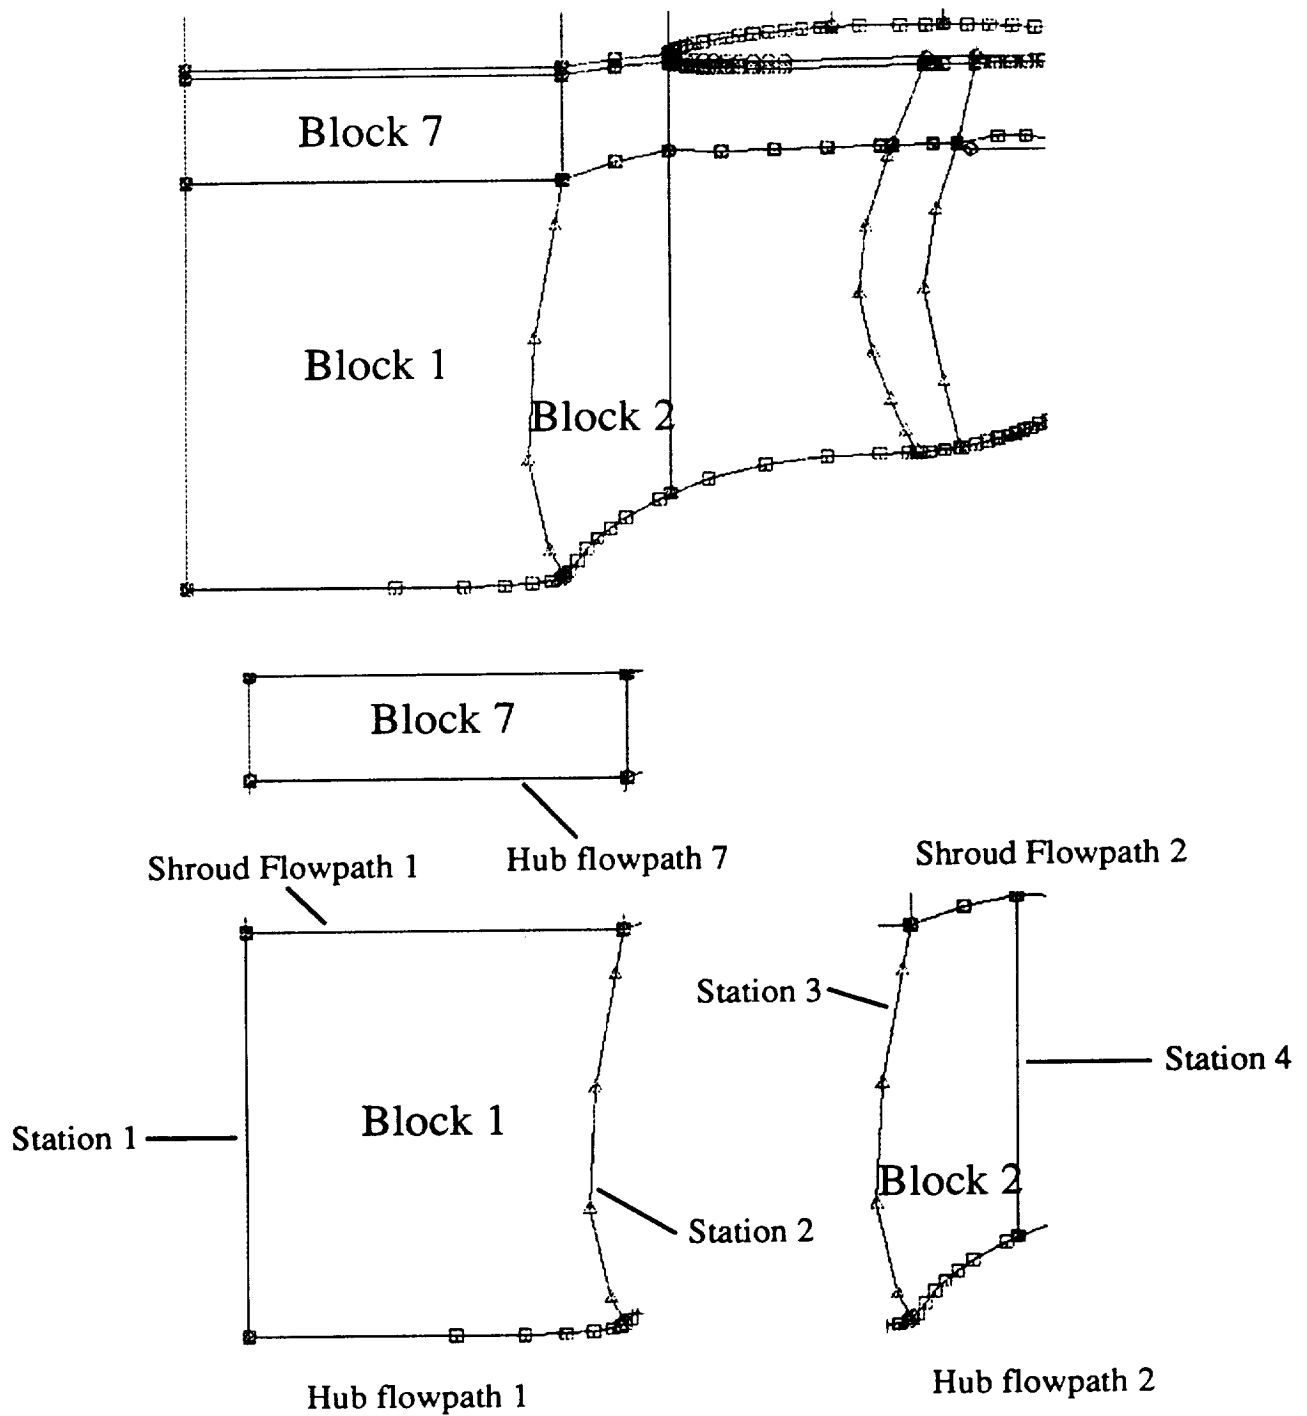 Block 7
Block 1
Block 2
Block 7
Shroud Flowpath 1
Hub flowpath 7
Shroud Flowpath 2
Station 3
Station 4
Block 1
Station 1
Block 2
Station 2
Hub flowpath 1
Hub flowpath 2